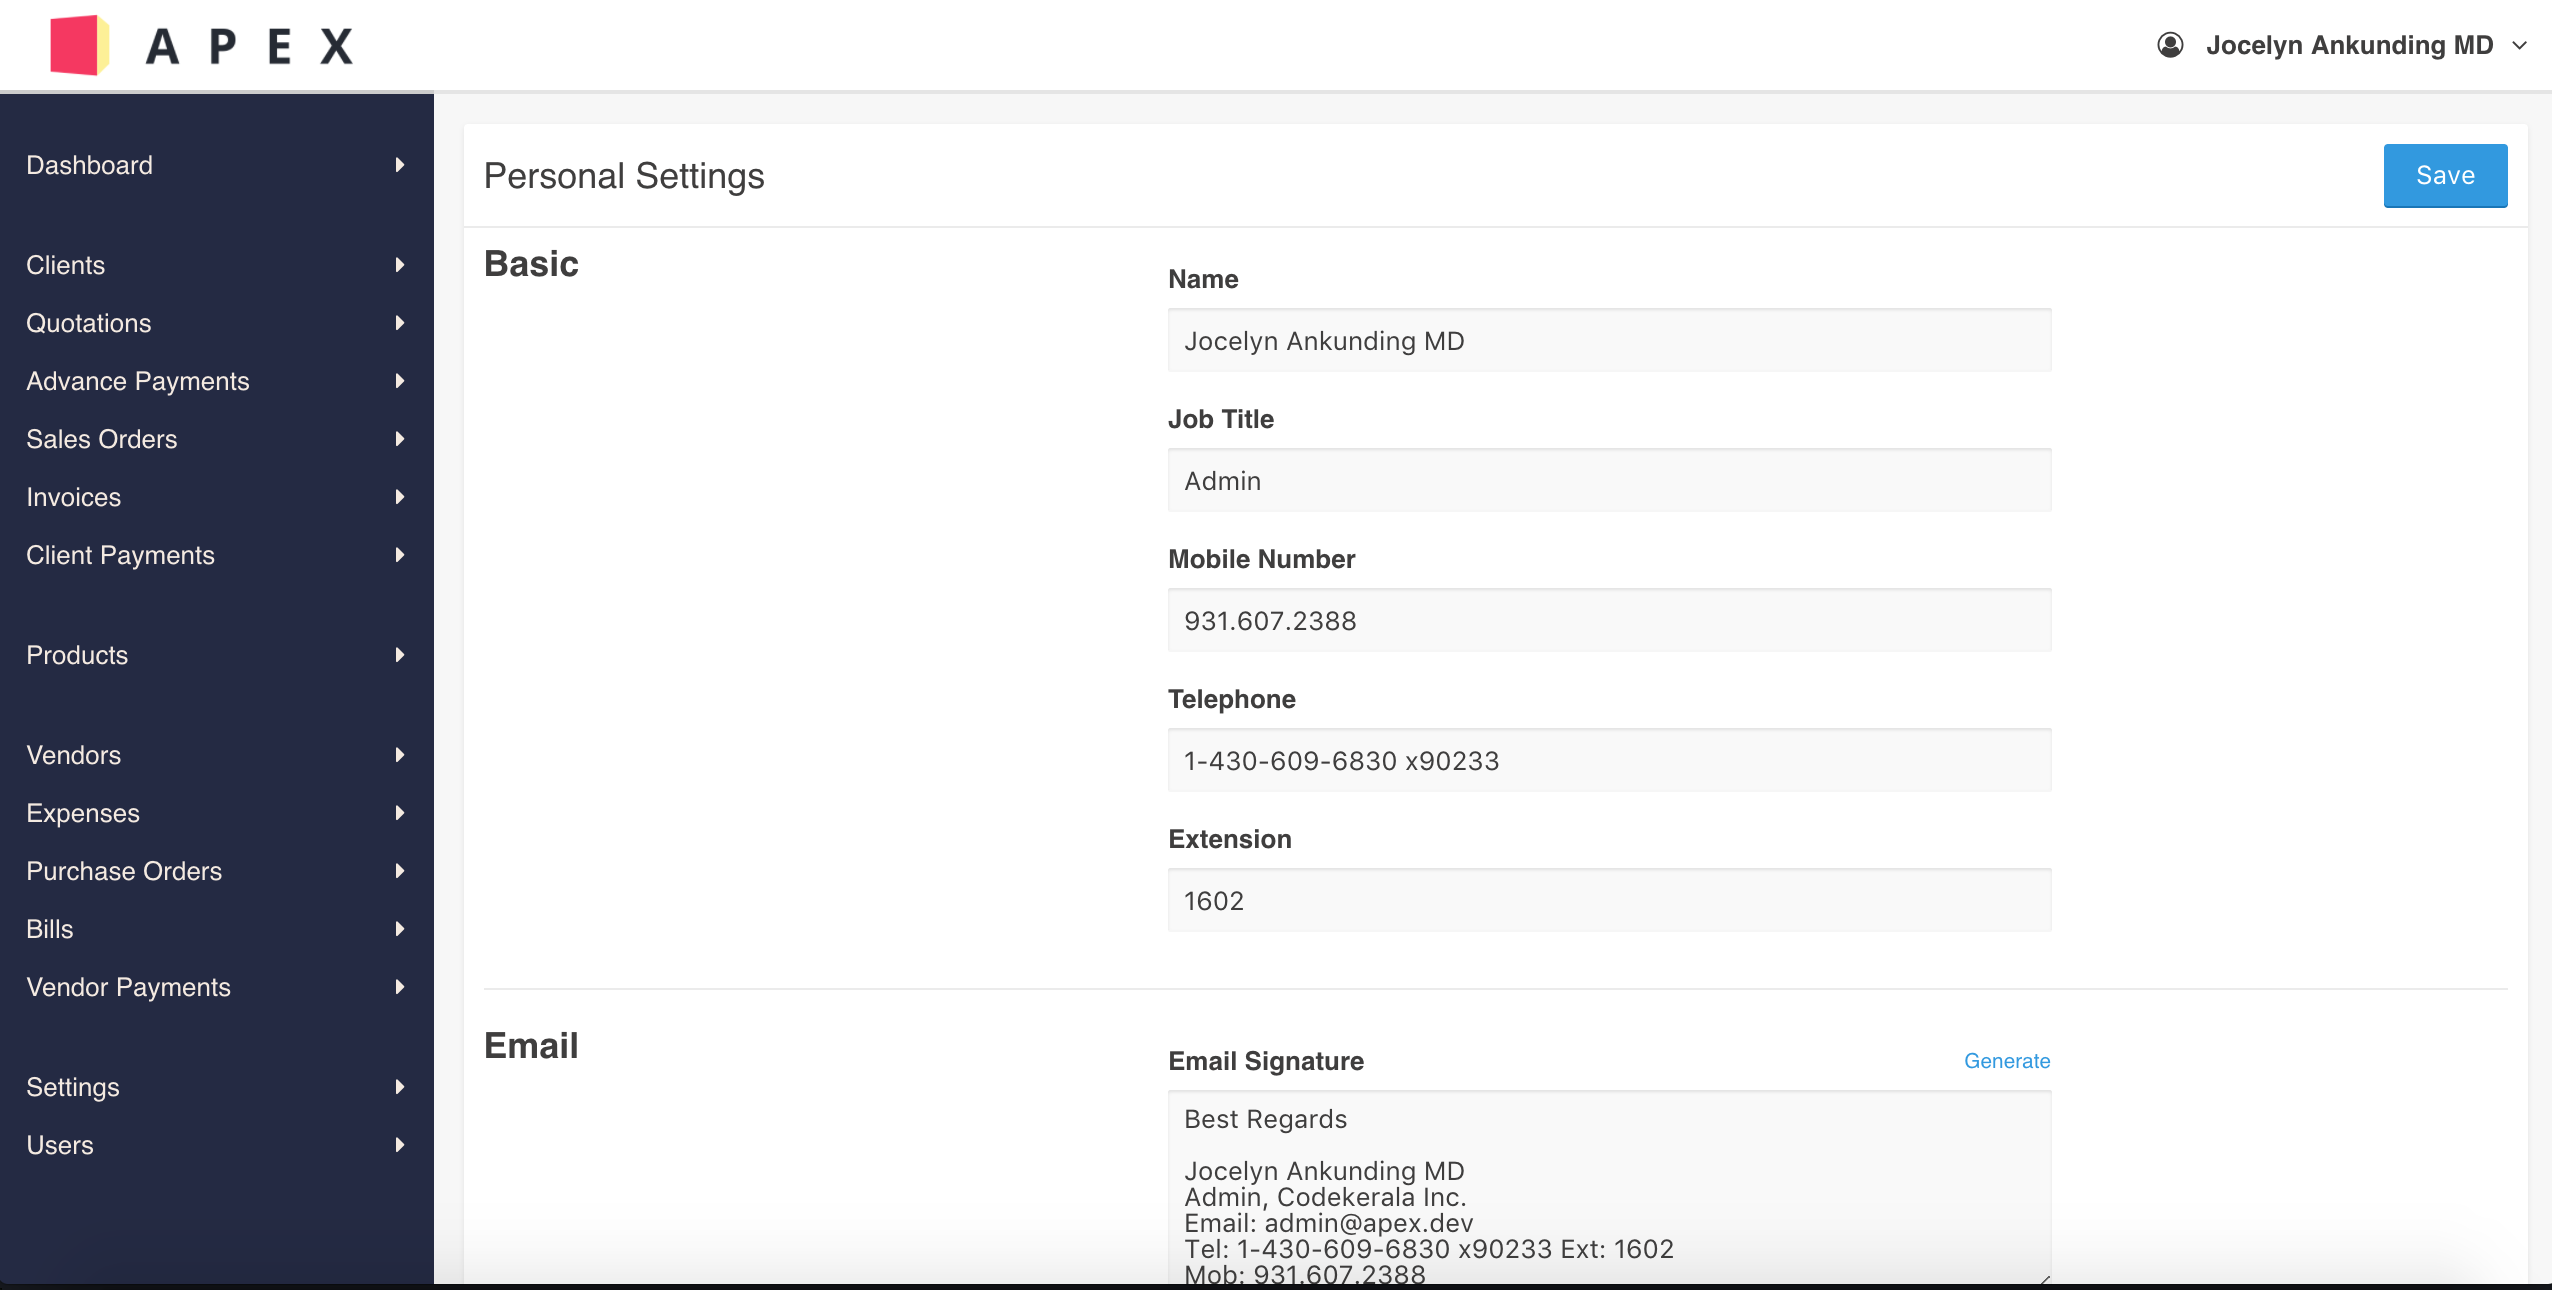 APEX
Jocelyn Ankunding MD
Dashboard
Clients
Quotations
Advance Payments
Sales Orders
Invoices
Client Payments
Products
Vendors
Expenses
Purchase Orders
Bills
Vendor Payments
Settings
Users
Personal Settings
Save
Basic
Name
Jocelyn Ankunding MD
Job Title
Admin
Mobile Number
931.607.2388
Telephone
1-430-609-6830 x90233
Extension
1602
Email
Email Signature
Generate
Best Regards
Jocelyn Ankunding MD
Admin, Codekerala Inc.
Email: admin@apex.dev
Tel: 1-430-609-6830 x90233 Ext: 1602
Mob: 931.607.2388